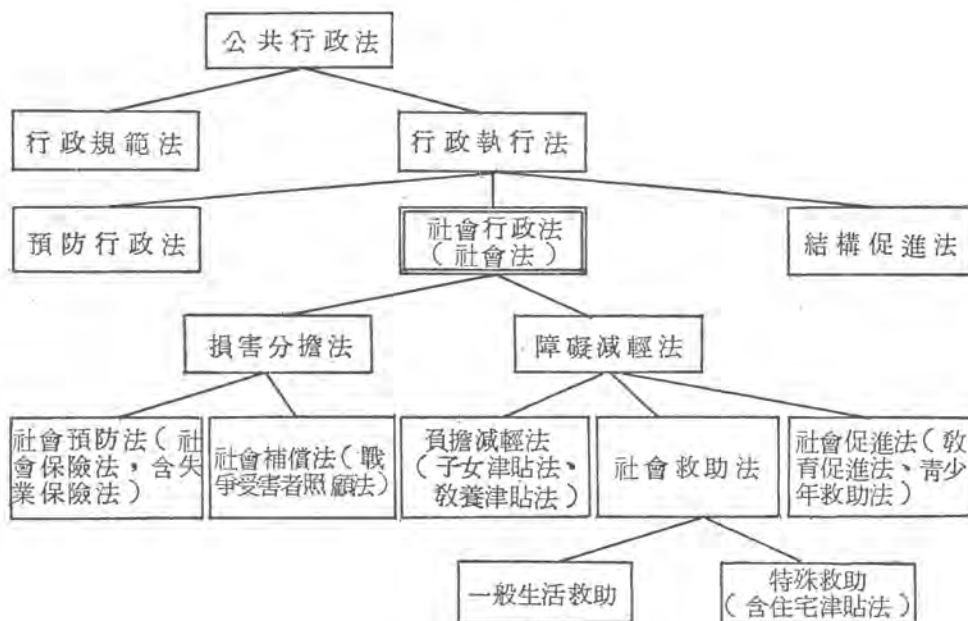 公共行政法
行政規範法
行政執行法
預防行政法
社會行政法
（社會法）
結構促進法
損害分擔法
障礙減輕法
社會預防法（社
會保險法，含失
業保險法）
社會補償法（戰
爭受害者照顧法）
負擔減輕法
（子女津貼法、
敎養津貼法）
社會救助法
社會促進法（敎
育促進法、靑少
年救助法）
一般生活救助
特殊救助
（含住宅津貼法）